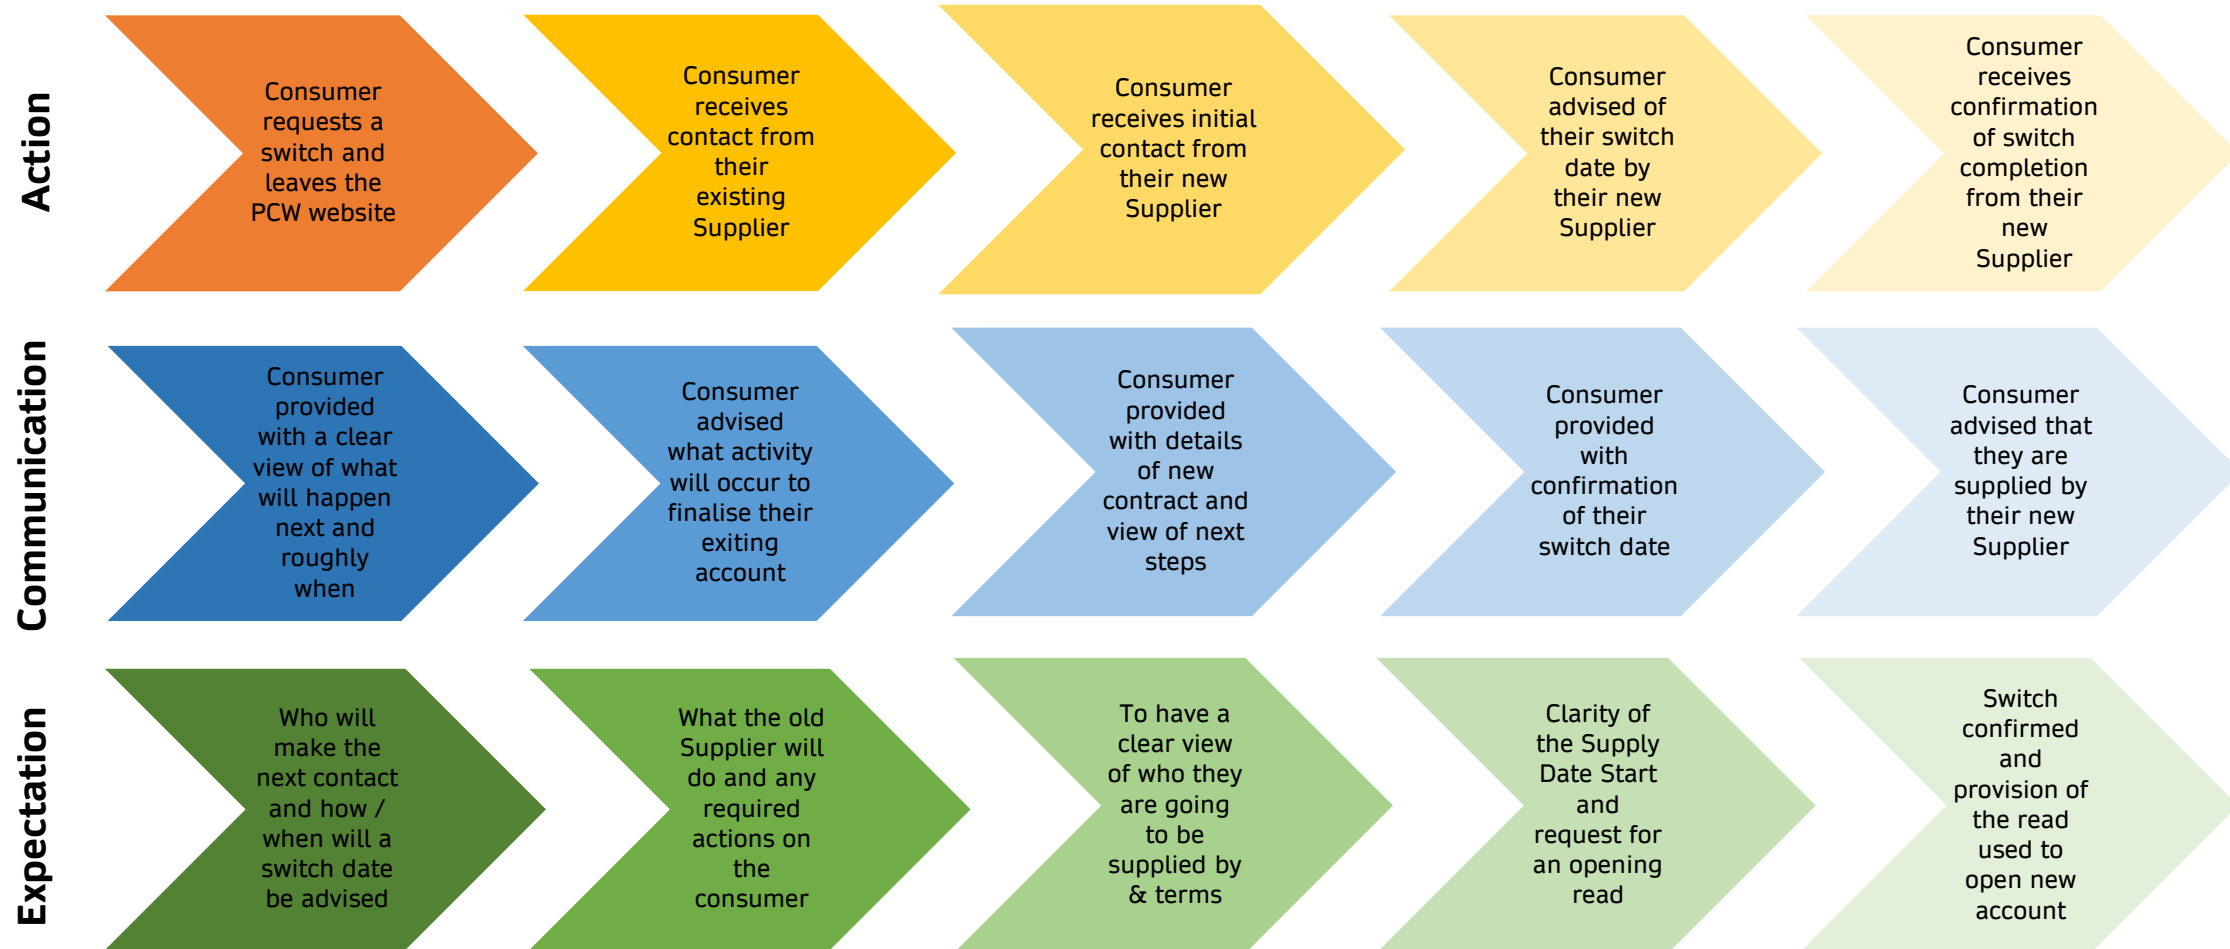 Action
Consumer
requests a
switch and
leaves the
PCW website
Consumer
receives
contact from
their
existing
Supplier
Consumer
receives initial
contact from
their new
Supplier
Consumer
advised of
their switch
date by
their new
Supplier
Consumer
receives
confirmation
of switch
completion
from their
new
Supplier
Communication
Consumer
provided
with a clear
view of what
will happen
next and
roughly
when
Consumer
advised
what activity
will occur to
finalise their
exiting
account
Consumer
provided
with details
of new
contract and
view of next
steps
Consumer
provided
with
confirmation
of their
switch date
Consumer
advised that
they are
supplied by
their new
Supplier
Expectation
Who will
make the
next contact
and how /
when will a
switch date
be advised
What the old
Supplier will
do and any
required
actions on
the
consumer
To have a
clear view
of who they
are going
to be
supplied by
& terms
Clarity of
the Supply
Date Start
and
request for
an opening
read
Switch
confirmed
and
provision of
the read
used to
open new
account